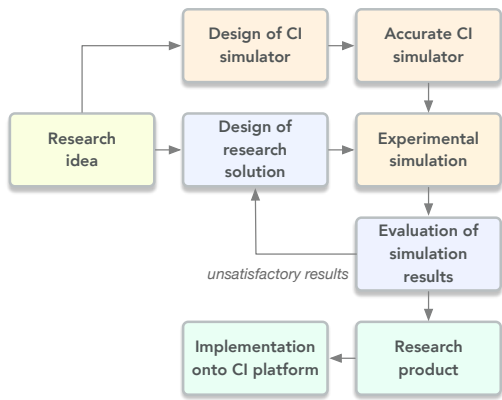 Design of CI
simulator
Accurate CI
simulator
Research
idea
Design of
research
solution
Experimental
simulation
Evaluation of
simulation
results
unsatisfactory results
Implementation
onto CI platform
Research
product